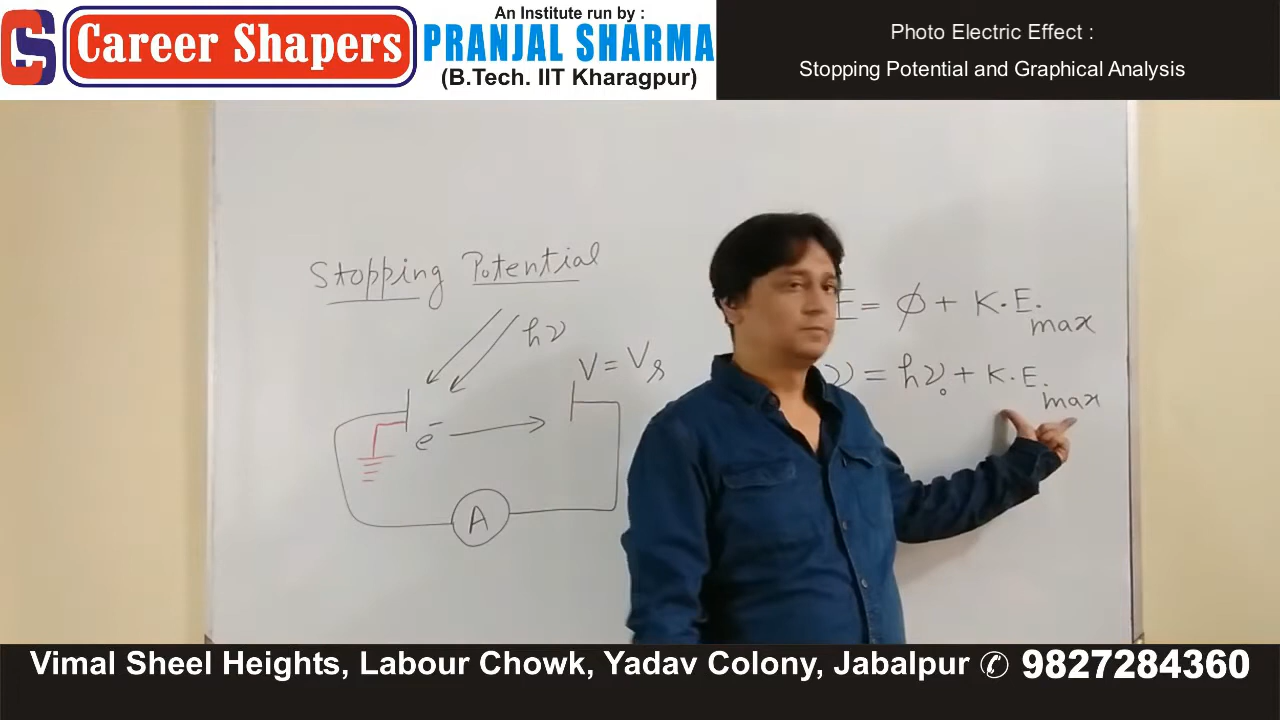 CS Career Shapers
An Institute run by :
PRANJAL SHARMA
(B.Tech. IIT Kharagpur)
Photo Electric Effect :
Stopping Potential and Graphical Analysis
Stopping Potential
hν
V = Vs
e⁻
A
E = φ + K.E.max
ν = hν₀ + K.E.max
Vimal Sheel Heights, Labour Chowk, Yadav Colony, Jabalpur ✆ 9827284360